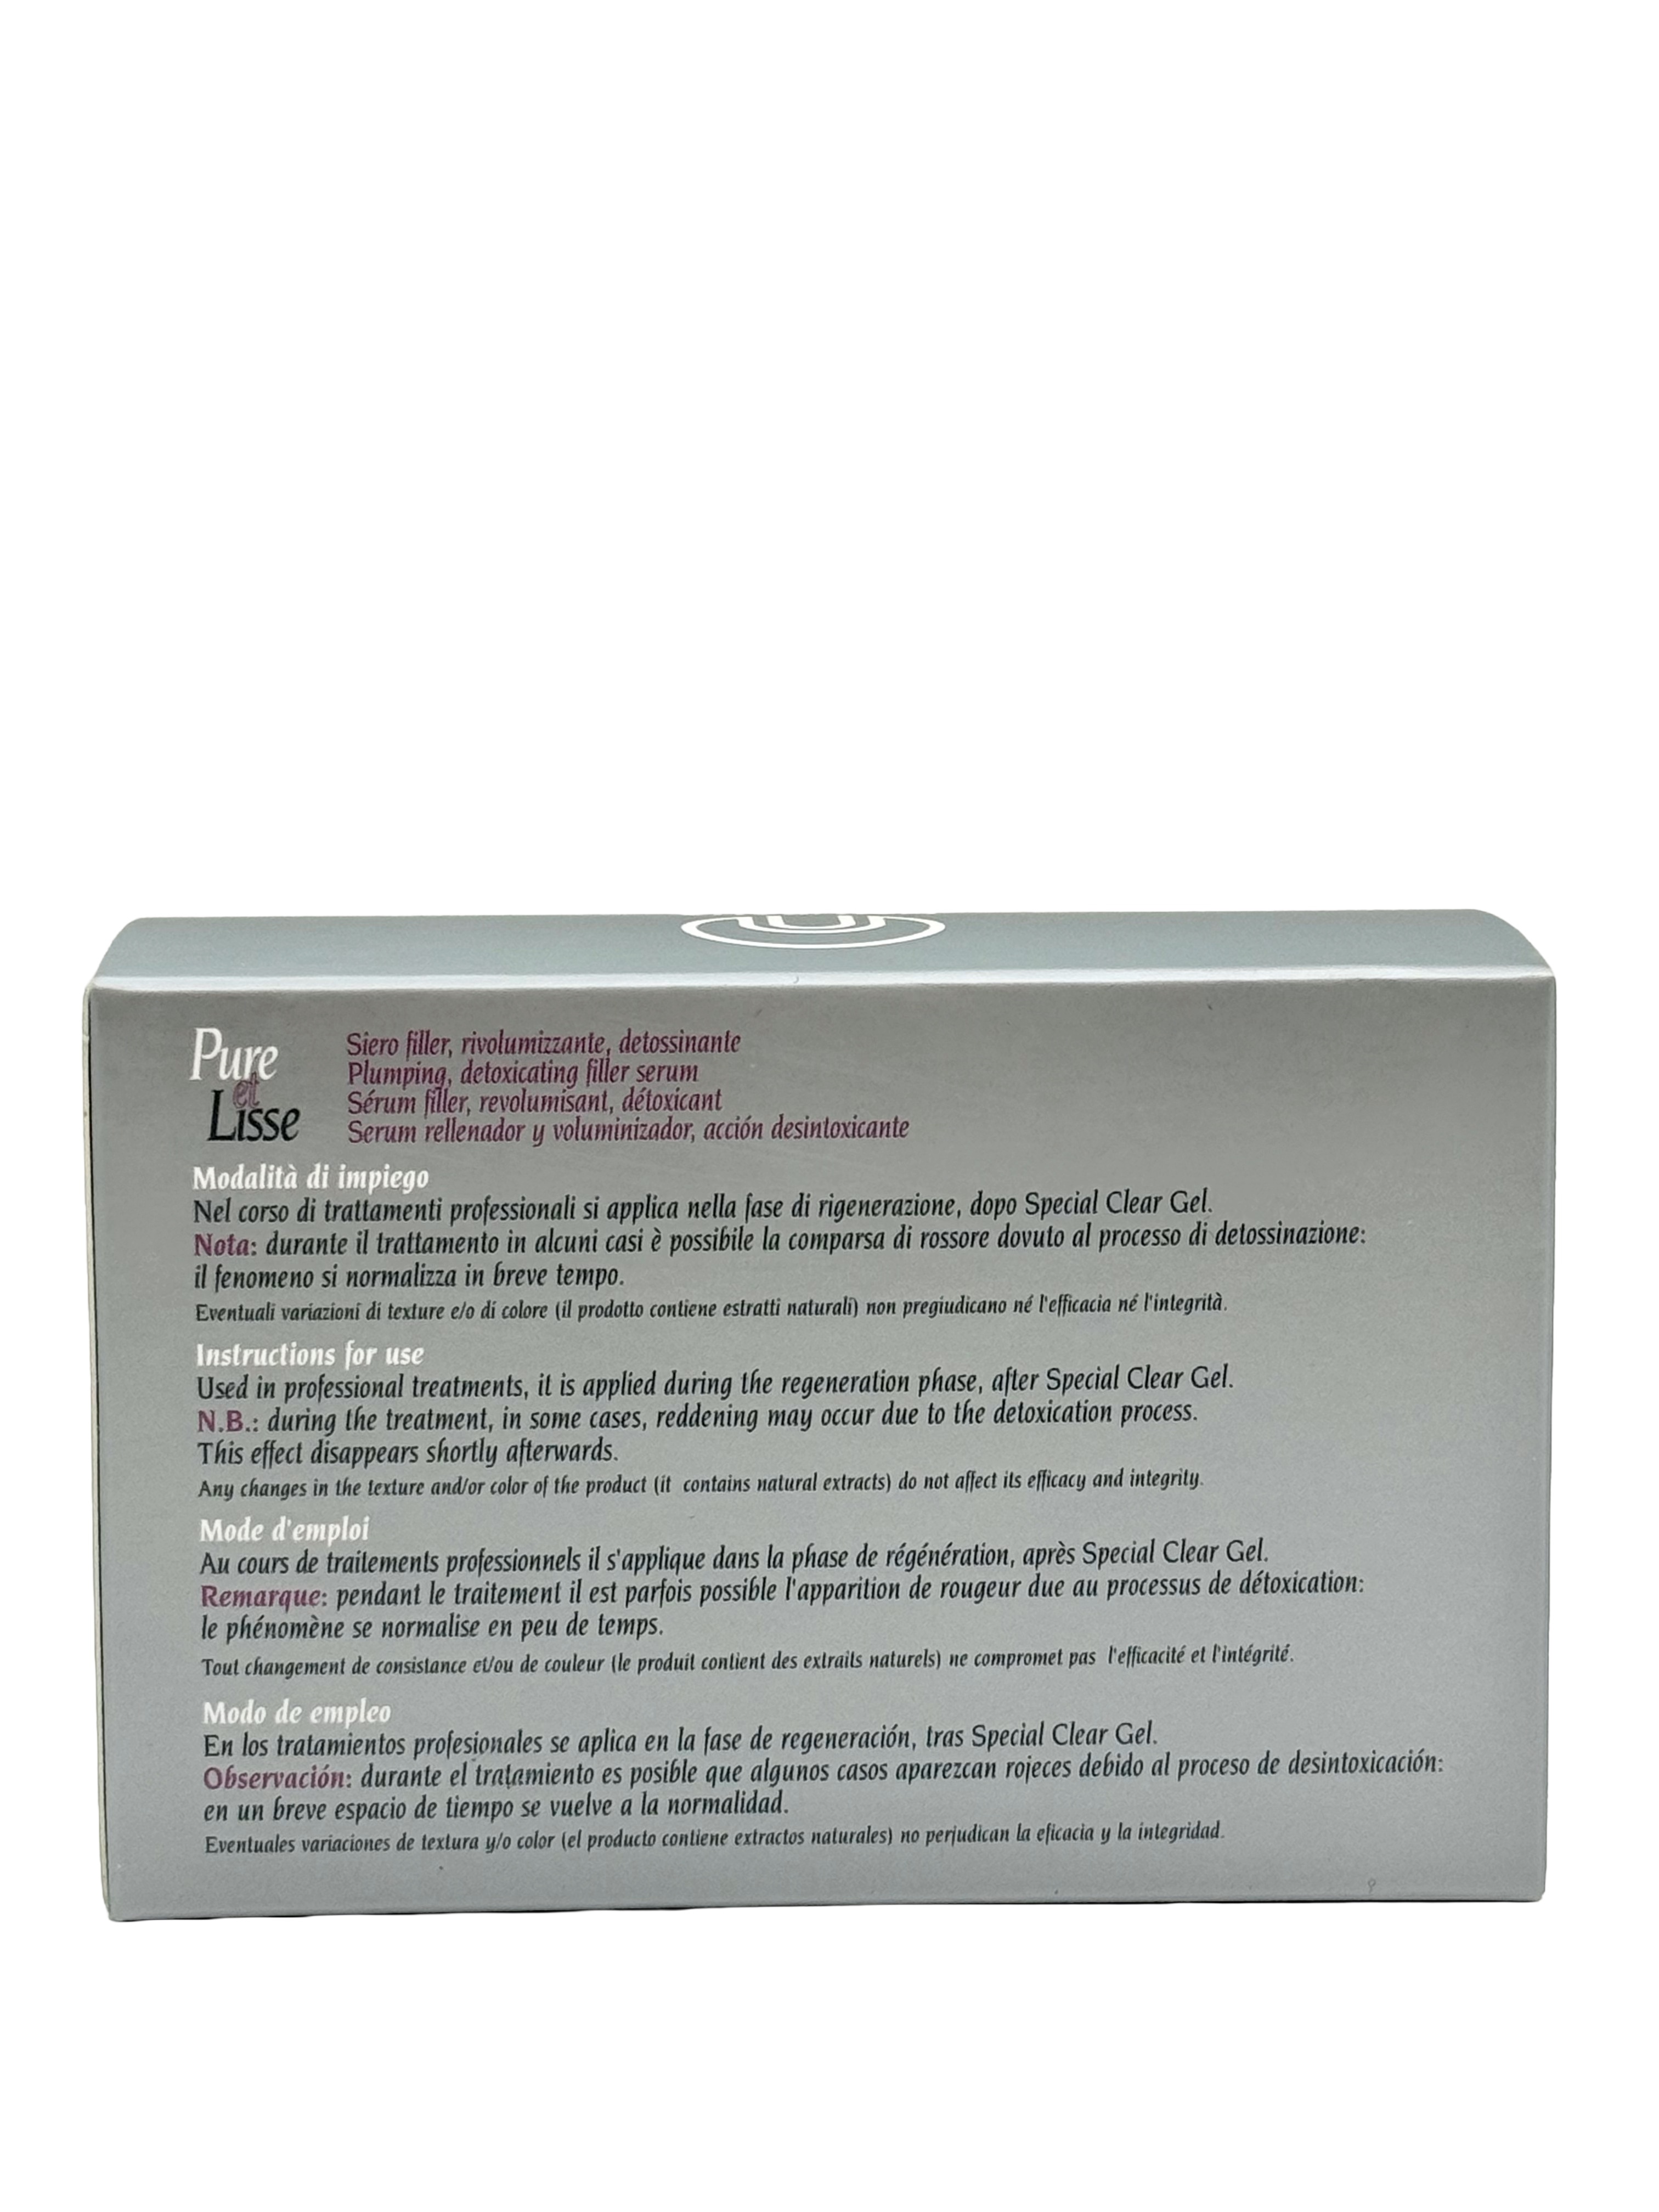 Pure
et
Lisse
Siero filler, rivolumizzante, detossinante
Plumping, detoxicating filler serum
Sérum filler, revolumisant, détoxicant
Serum rellenador y voluminizador, acción desintoxicante
Modalità di impiego
Nel corso di trattamenti professionali si applica nella fase di rigenerazione, dopo Special Clear Gel.
Nota: durante il trattamento in alcuni casi è possibile la comparsa di rossore dovuto al processo di detossinazione:
il fenomeno si normalizza in breve tempo.
Eventuali variazioni di texture e/o di colore (il prodotto contiene estratti naturali) non pregiudicano né l'efficacia né l'integrità.
Instructions for use
Used in professional treatments, it is applied during the regeneration phase, after Special Clear Gel.
N.B.: during the treatment, in some cases, reddening may occur due to the detoxication process.
This effect disappears shortly afterwards.
Any changes in the texture and/or color of the product (it contains natural extracts) do not affect its efficacy and integrity.
Mode d'emploi
Au cours de traitements professionnels il s'applique dans la phase de régénération, après Special Clear Gel.
Remarque: pendant le traitement il est parfois possible l'apparition de rougeur due au processus de détoxication:
le phénomène se normalise en peu de temps.
Tout changement de consistance et/ou de couleur (le produit contient des extraits naturels) ne compromet pas l'efficacité et l'intégrité.
Modo de empleo
En los tratamientos profesionales se aplica en la fase de regeneración, tras Special Clear Gel.
Observación: durante el tratamiento es posible que algunos casos aparezcan rojeces debido al proceso de desintoxicación:
en un breve espacio de tiempo se vuelve a la normalidad.
Eventuales variaciones de textura y/o color (el producto contiene extractos naturales) no perjudican la eficacia y la integridad.